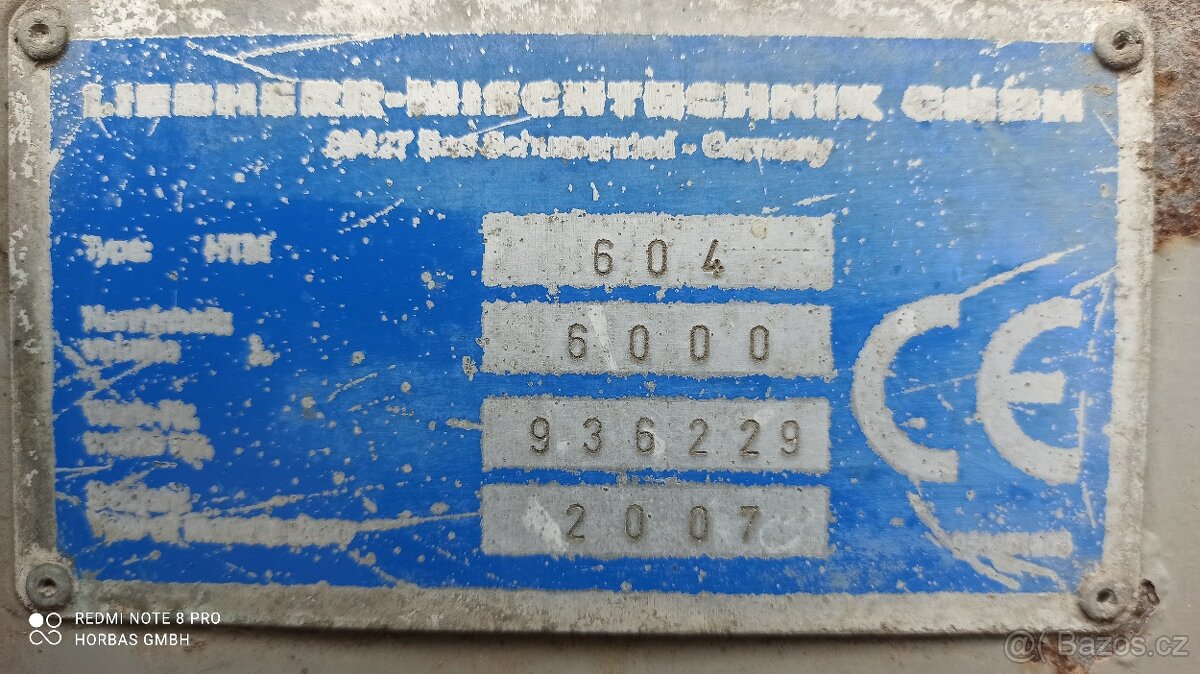 LIEBHERR-MISCHTECHNIK GMBH
88427 Bad Schussenried - Germany
Type HTM 604
6000
936229
2007
CE
REDMI NOTE 8 PRO
HORBAS GMBH
@ Bazos.cz